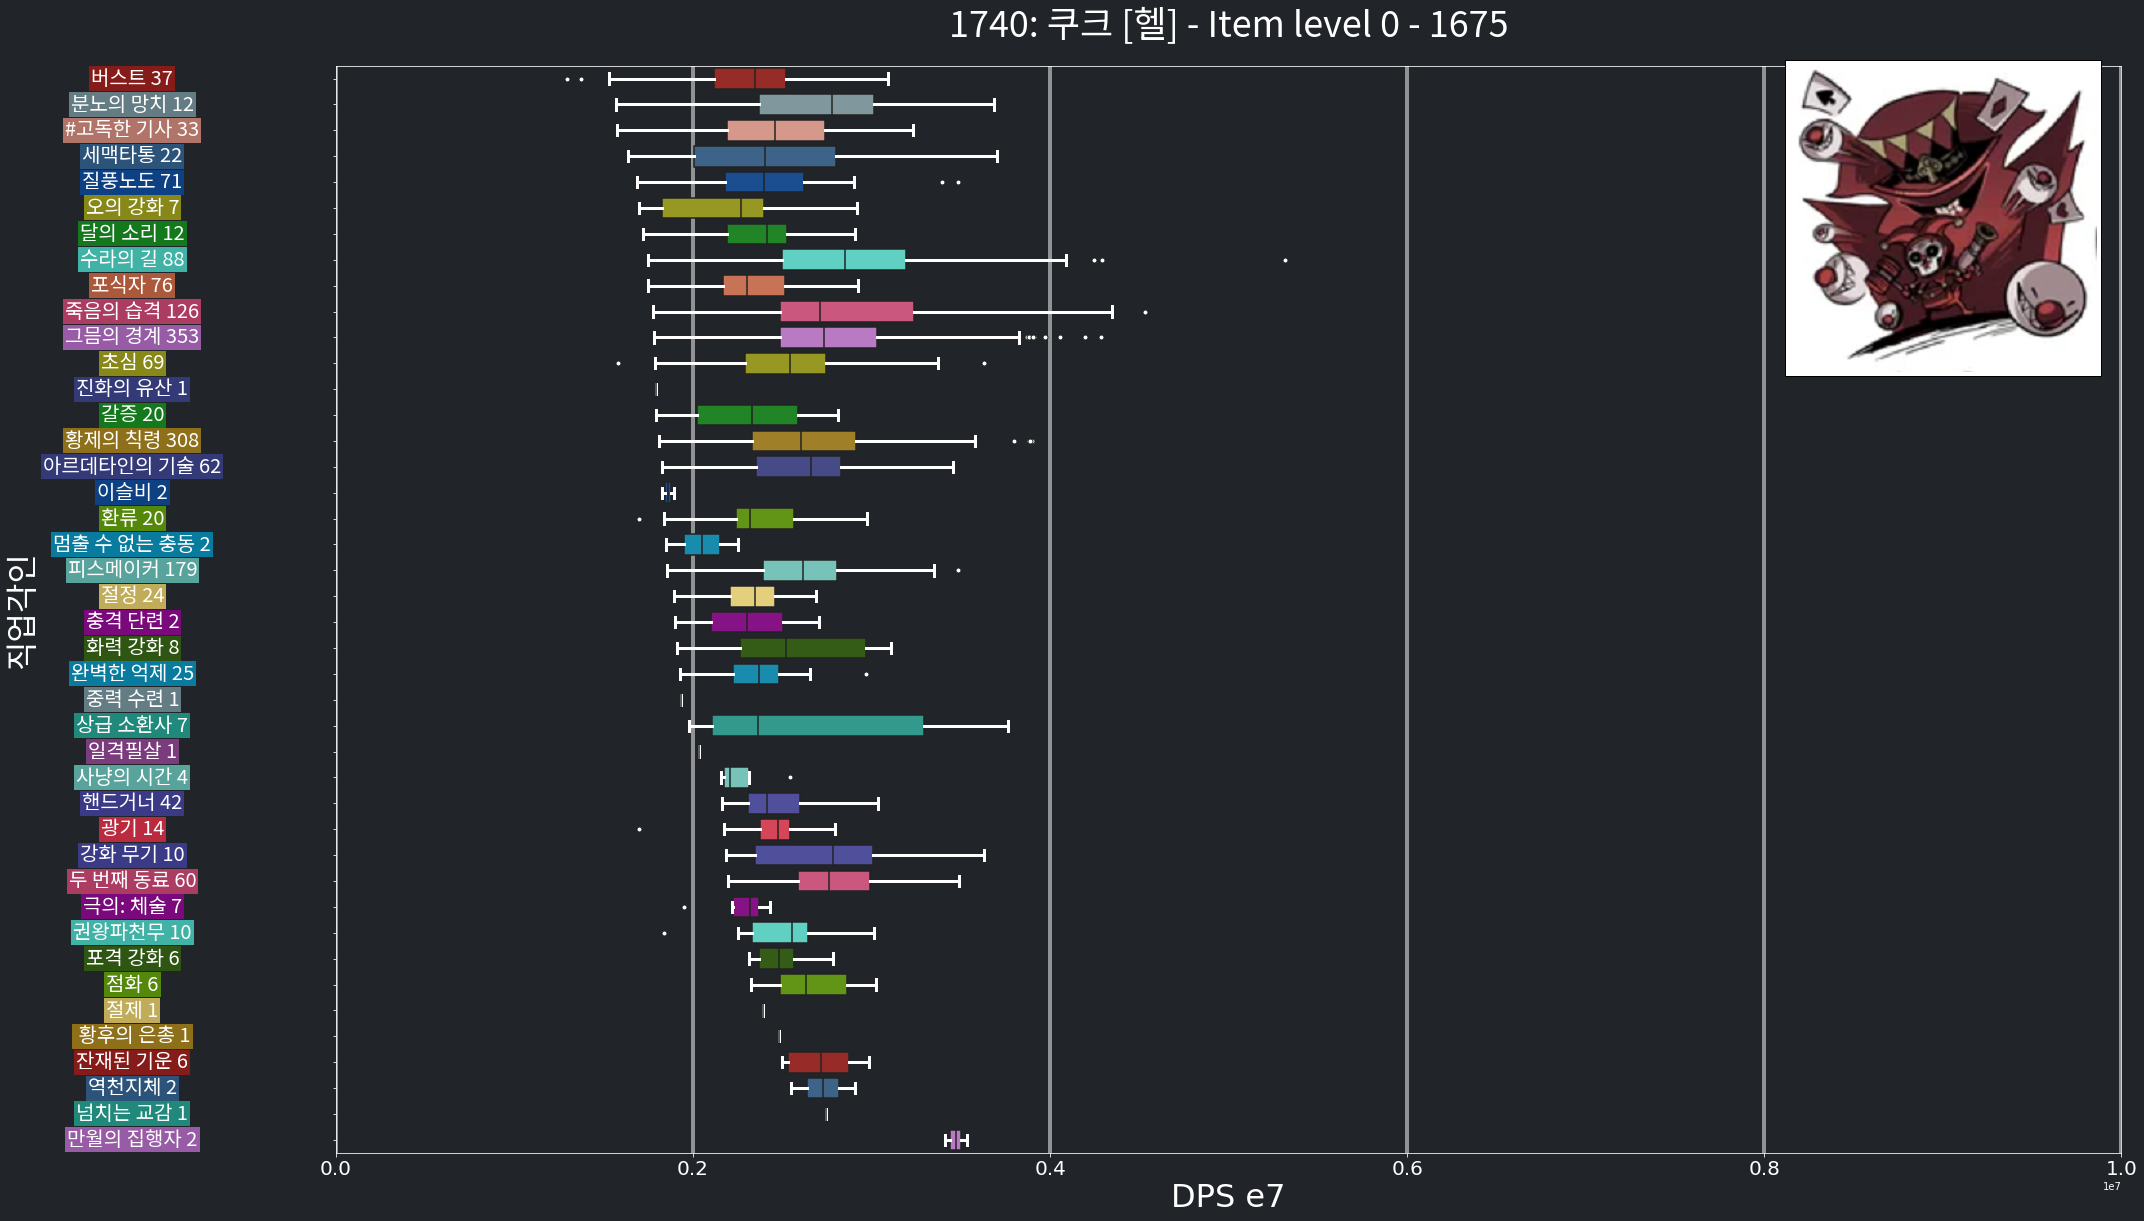 1740: 쿠크 [헬] - Item level 0 - 1675
직업각인
버스트 37
분노의 망치 12
#고독한 기사 33
세맥타통 22
질풍노도 71
오의 강화 7
달의 소리 12
수라의 길 88
포식자 76
죽음의 습격 126
그믐의 경계 353
초심 69
진화의 유산 1
갈증 20
황제의 칙령 308
아르데타인의 기술 62
이슬비 2
환류 20
멈출 수 없는 충동 2
피스메이커 179
절정 24
충격 단련 2
화력 강화 8
완벽한 억제 25
중력 수련 1
상급 소환사 7
일격필살 1
사냥의 시간 4
핸드거너 42
광기 14
강화 무기 10
두 번째 동료 60
극의: 체술 7
권왕파천무 10
포격 강화 6
점화 6
절제 1
황후의 은총 1
잔재된 기운 6
역천지체 2
넘치는 교감 1
만월의 집행자 2
0.0 0.2 0.4 0.6 0.8 1.0
1e7
DPS e7